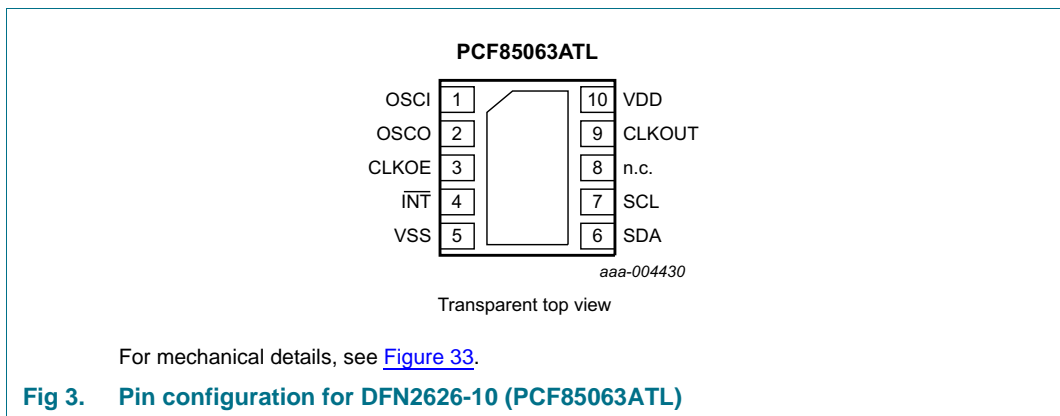 PCF85063ATL
OSCI 1 10 VDD
OSCO 2 9 CLKOUT
CLKOE 3 8 n.c.
INT 4 7 SCL
VSS 5 6 SDA
aaa-004430
Transparent top view
For mechanical details, see Figure 33.
Fig 3. Pin configuration for DFN2626-10 (PCF85063ATL)